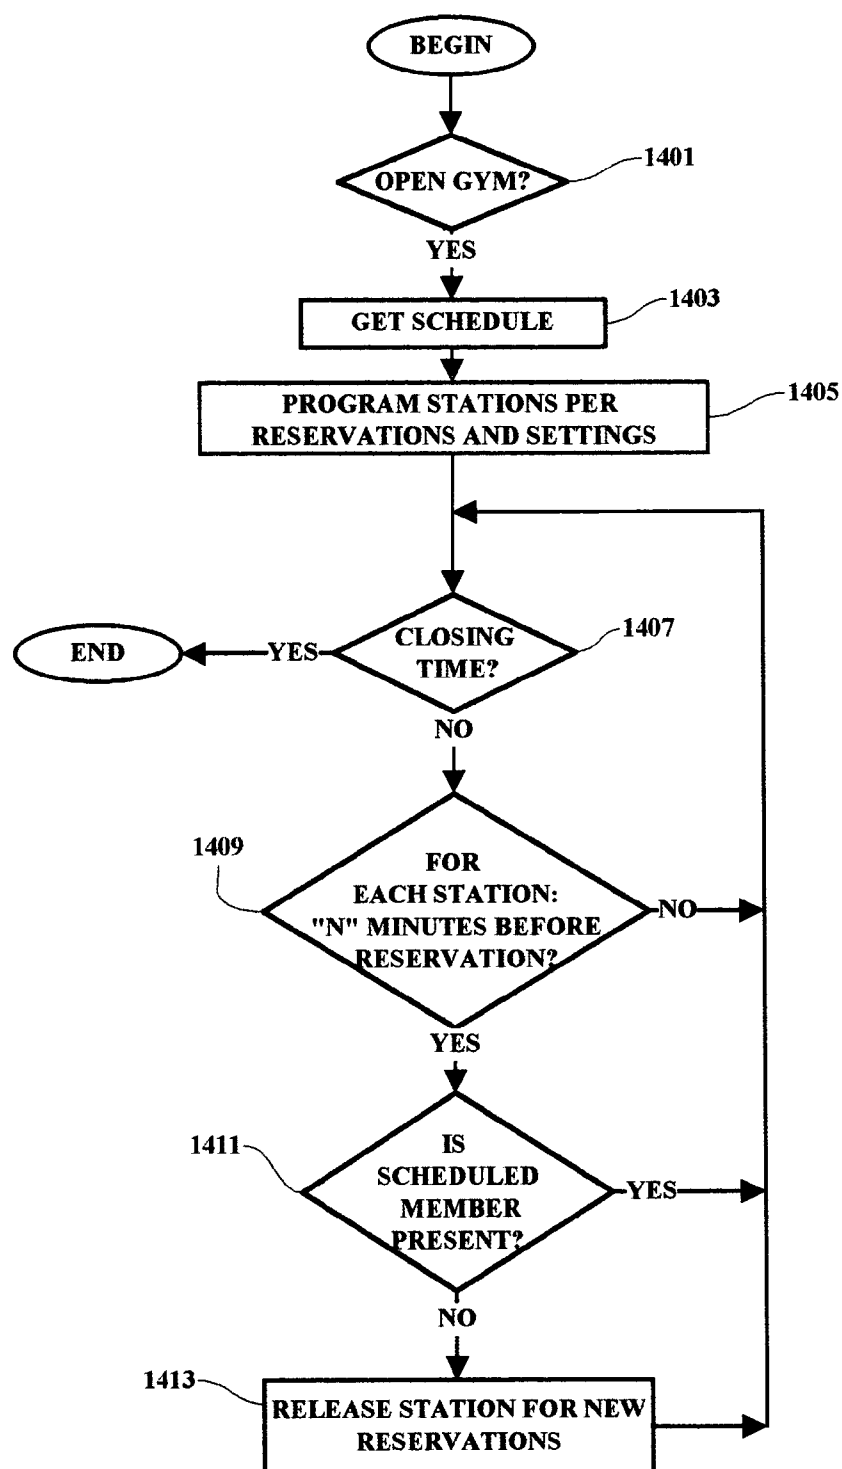 BEGIN
OPEN GYM?
1401
YES
GET SCHEDULE
1403
PROGRAM STATIONS PER
RESERVATIONS AND SETTINGS
1405
CLOSING
TIME?
1407
YES
END
NO
1409
FOR
EACH STATION:
"N" MINUTES BEFORE
RESERVATION?
NO
YES
1411
IS
SCHEDULED
MEMBER
PRESENT?
YES
NO
1413
RELEASE STATION FOR NEW
RESERVATIONS